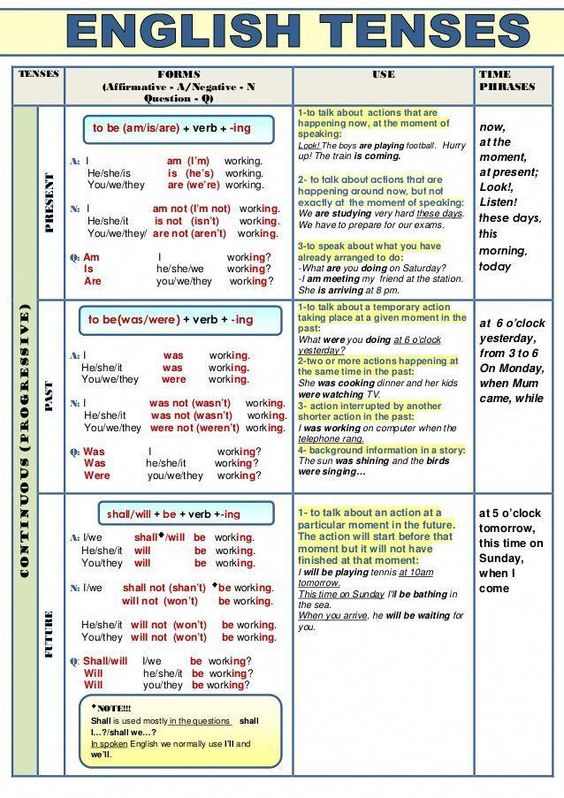 ENGLISH TENSES
TENSES
FORMS
(Affirmative - A/Negative - N
Question - Q)
USE
TIME
PHRASES
CONTINUOUS (PROGRESSIVE)
PRESENT
to be (am/is/are) + verb + -ing
A: I am (I'm) working.
He/she/is is (he's) working.
You/we/they are (we're) working.
N: I am not (I'm not) working.
He/she/it is not (isn't) working.
You/we/they/ are not (aren't) working.
Q: Am I working?
Is he/she/we working?
Are you/we/they working?
1-to talk about actions that are
happening now, at the moment of
speaking:
Look! The boys are playing football. Hurry
up! The train is coming.
2- to talk about actions that are
happening around now, but not
exactly at the moment of speaking:
We are studying very hard these days.
We have to prepare for our exams.
3-to speak about what you have
already arranged to do:
-What are you doing on Saturday?
-I am meeting my friend at the station.
She is arriving at 8 pm.
now,
at the
moment,
at present;
Look!,
Listen!
these days,
this
morning,
today
PAST
to be(was/were) + verb + -ing
A: I was working.
He/she/it was working.
You/we/they were working.
N: I was not (wasn't) working.
He/she/it was not (wasn't) working.
You/we/they were not (weren't) working.
Q: Was I working?
Was he/she/it working?
Were you/we/they working?
1-to talk about a temporary action
taking place at a given moment in the
past:
What were you doing at 6 o'clock
yesterday?
2-two or more actions happening at
the same time in the past:
She was cooking dinner and her kids
were watching TV.
3- action interrupted by another
shorter action in the past:
I was working on computer when the
telephone rang.
4- background information in a story:
The sun was shining and the birds
were singing...
at 6 o'clock
yesterday,
from 3 to 6
On Monday,
when Mum
came, while
FUTURE
shall/will + be + verb +-ing
A: I/we shall♦/will be working.
He/she/it will be working.
You/they will be working.
N: I/we shall not (shan't) ♦be working.
will not (won't) be working.
He/she/it will not (won't) be working.
You/they will not (won't) be working.
Q: Shall/will I/we be working?
Will he/she/it be working?
Will you/they be working?
♦NOTE!!!
Shall is used mostly in the questions shall
I...?/shall we...?
In spoken English we normally use I'll and
we'll.
1- to talk about an action at a
particular moment in the future.
The action will start before that
moment but it will not have
finished at that moment:
I will be playing tennis at 10am
tomorrow.
This time on Sunday I'll be bathing in
the sea.
When you arrive, he will be waiting for
you.
at 5 o'clock
tomorrow,
this time on
Sunday,
when I
come